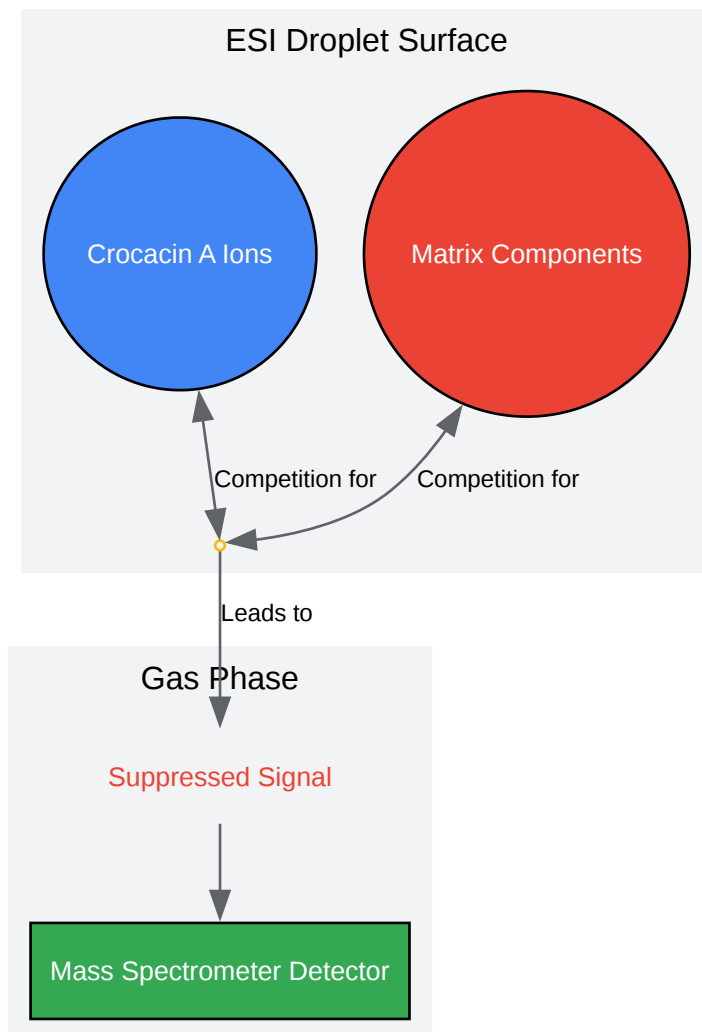 ESI Droplet Surface
Crocacin A Ions
Matrix Components
Competition for
Competition for
Leads to
Gas Phase
Suppressed Signal
Mass Spectrometer Detector